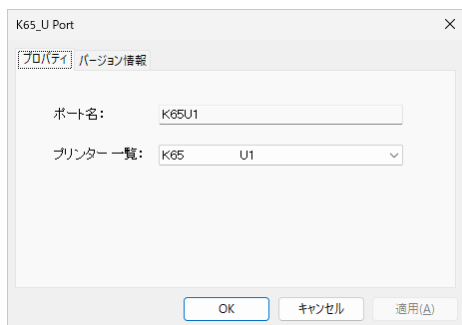 K65_U Port
プロパティ バージョン情報
ポート名: K65U1
プリンター 一覧: K65 U1
OK キャンセル 適用(A)